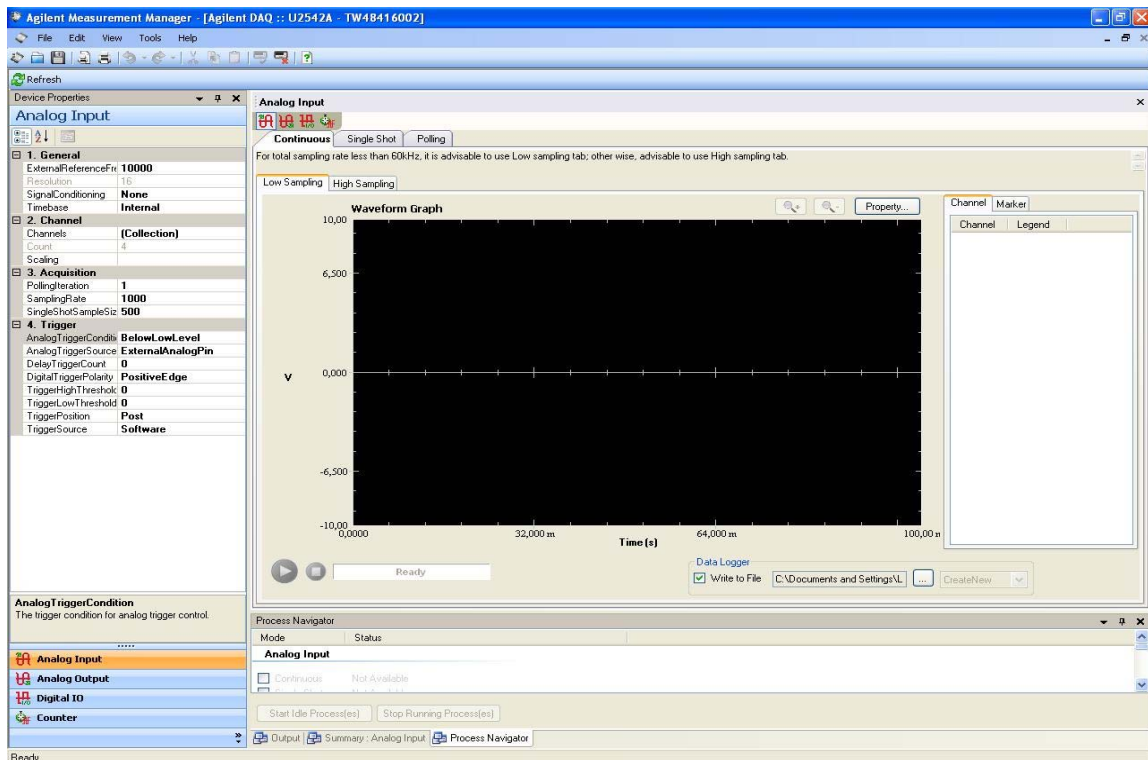 Agilent Measurement Manager - [Agilent DAQ :: U2542A - TW48416002]
File Edit View Tools Help
Refresh
Device Properties
Analog Input
1. General
ExternalReferenceFre 10000
Resolution 16
SignalConditioning None
Timebase Internal
2. Channel
Channels (Collection)
Count 4
Scaling
3. Acquisition
PollingIteration 1
SamplingRate 1000
SingleShotSampleSiz 500
4. Trigger
AnalogTriggerConditi BelowLowLevel
AnalogTriggerSource ExternalAnalogPin
DelayTriggerCount 0
DigitalTriggerPolarity PositiveEdge
TriggerHighThreshold 0
TriggerLowThreshold 0
TriggerPosition Post
TriggerSource Software
AnalogTriggerCondition
The trigger condition for analog trigger control.
Analog Input
Analog Output
Digital IO
Counter
Ready
Analog Input
Continuous Single Shot Polling
For total sampling rate less than 60kHz, it is advisable to use Low sampling tab; other wise, advisable to use High sampling tab.
Low Sampling High Sampling
Waveform Graph
Property...
10,00
6,500
0,000
-6,500
-10,00
V
0,0000 32,000 m 64,000 m 100,00 m
Time (s)
Channel Marker
Channel Legend
Ready
Data Logger
Write to File C:\Documents and Settings\L ... CreateNew
Process Navigator
Mode Status
Analog Input
Continuous Not Available
Start Idle Process(es) Stop Running Process(es)
Output Summary : Analog Input Process Navigator